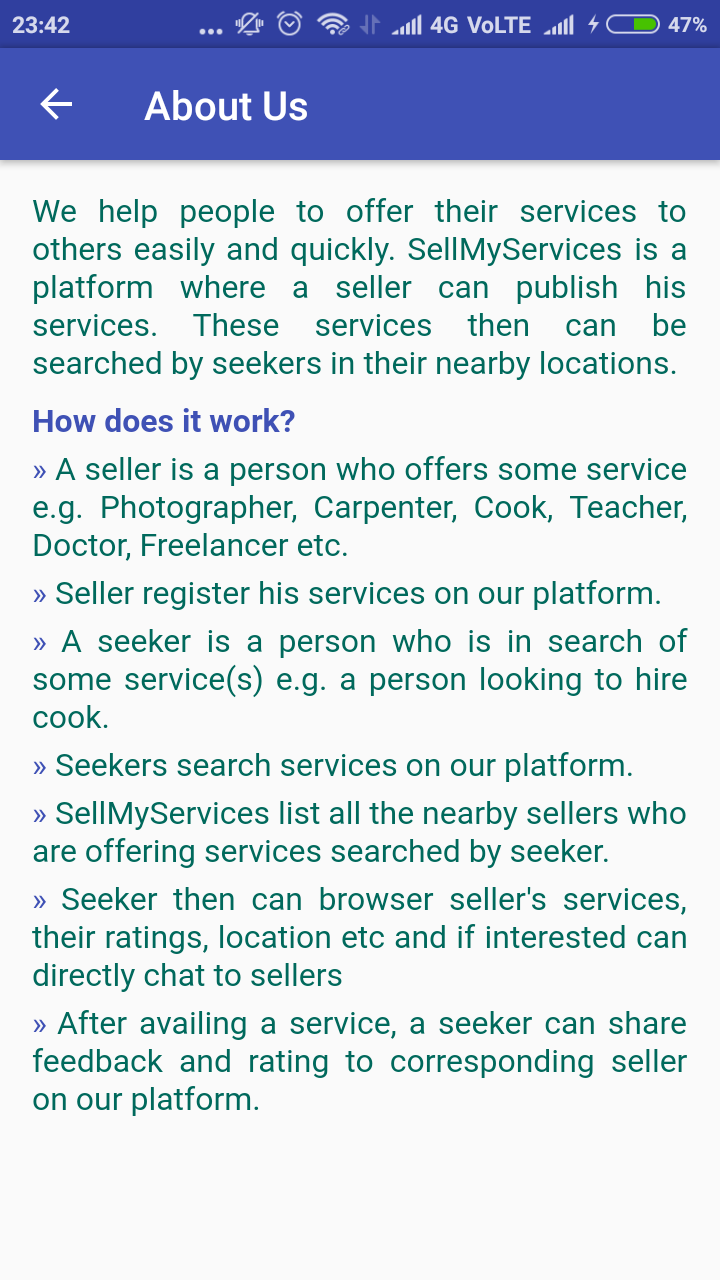 23:42 ... 4G VoLTE 47%
About Us
We help people to offer their services to
others easily and quickly. SellMyServices is a
platform where a seller can publish his
services. These services then can be
searched by seekers in their nearby locations.
How does it work?
» A seller is a person who offers some service
e.g. Photographer, Carpenter, Cook, Teacher,
Doctor, Freelancer etc.
» Seller register his services on our platform.
» A seeker is a person who is in search of
some service(s) e.g. a person looking to hire
cook.
» Seekers search services on our platform.
» SellMyServices list all the nearby sellers who
are offering services searched by seeker.
» Seeker then can browser seller's services,
their ratings, location etc and if interested can
directly chat to sellers
» After availing a service, a seeker can share
feedback and rating to corresponding seller
on our platform.